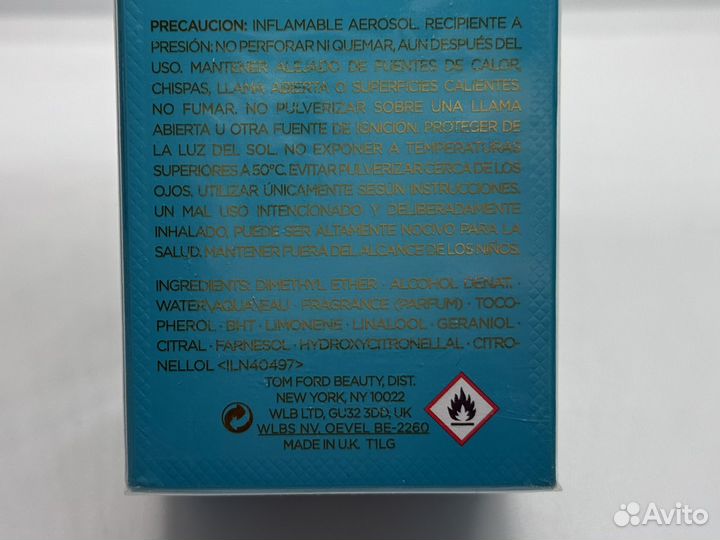 PRECAUCION: INFLAMABLE AEROSOL. RECIPIENTE A
PRESIÓN: NO PERFORAR NI QUEMAR, AUN DESPUÉS DEL
USO. MANTENER ALEJADO DE FUENTES DE CALOR,
CHISPAS, LLAMA ABIERTA O SUPERFICIES CALIENTES.
NO FUMAR. NO PULVERIZAR SOBRE UNA LLAMA
ABIERTA U OTRA FUENTE DE IGNICIÓN. PROTEGER DE
LA LUZ DEL SOL. NO EXPONER A TEMPERATURAS
SUPERIORES A 50°C. EVITAR PULVERIZAR CERCA DE LOS
OJOS. UTILIZAR ÚNICAMENTE SEGÚN INSTRUCCIONES.
UN MAL USO INTENCIONADO Y DELIBERADAMENTE
INHALADO, PUEDE SER ALTAMENTE NOCIVO PARA LA
SALUD. MANTENER FUERA DEL ALCANCE DE LOS NIÑOS.
INGREDIENTS: DIMETHYL ETHER · ALCOHOL DENAT. ·
WATER\AQUA\EAU · FRAGRANCE (PARFUM) · TOCO-
PHEROL · BHT · LIMONENE · LINALOOL · GERANIOL ·
CITRAL · FARNESOL · HYDROXYCITRONELLAL · CITRO-
NELLOL <ILN40497>
TOM FORD BEAUTY, DIST.
NEW YORK, NY 10022
WLB LTD, GU32 3DD, UK
WLBS NV. OEVEL BE-2260
MADE IN U.K. T1LG
Avito